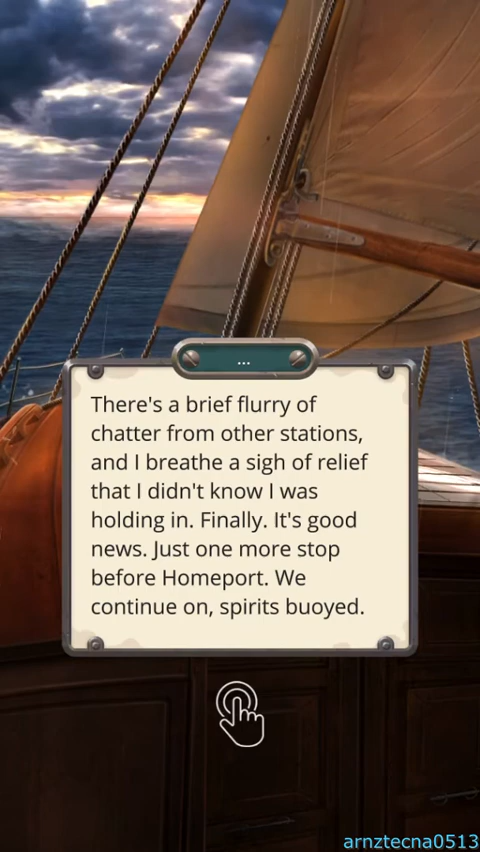 ...
There's a brief flurry of
chatter from other stations,
and I breathe a sigh of relief
that I didn't know I was
holding in. Finally. It's good
news. Just one more stop
before Homeport. We
continue on, spirits buoyed.
arnztecna0513